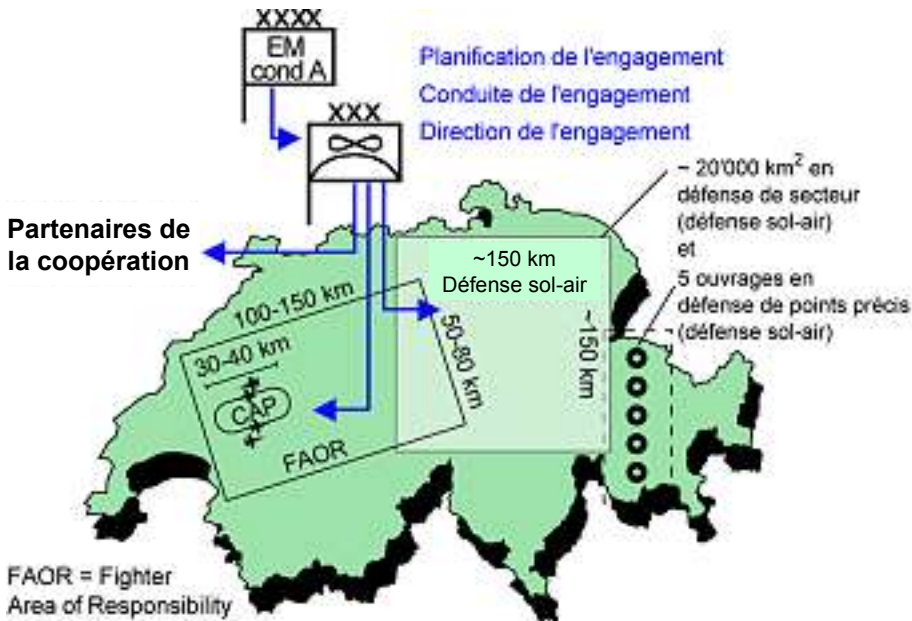 XXXX
EM
cond A
XXX
Planification de l'engagement
Conduite de l'engagement
Direction de l'engagement
~ 20'000 km² en
défense de secteur
(défense sol-air)
et
5 ouvrages en
défense de points précis
(défense sol-air)
Partenaires de
la coopération
~150 km
Défense sol-air
100-150 km
30-40 km
CAP
FAOR
50-80 km
~150 km
FAOR = Fighter
Area of Responsibility